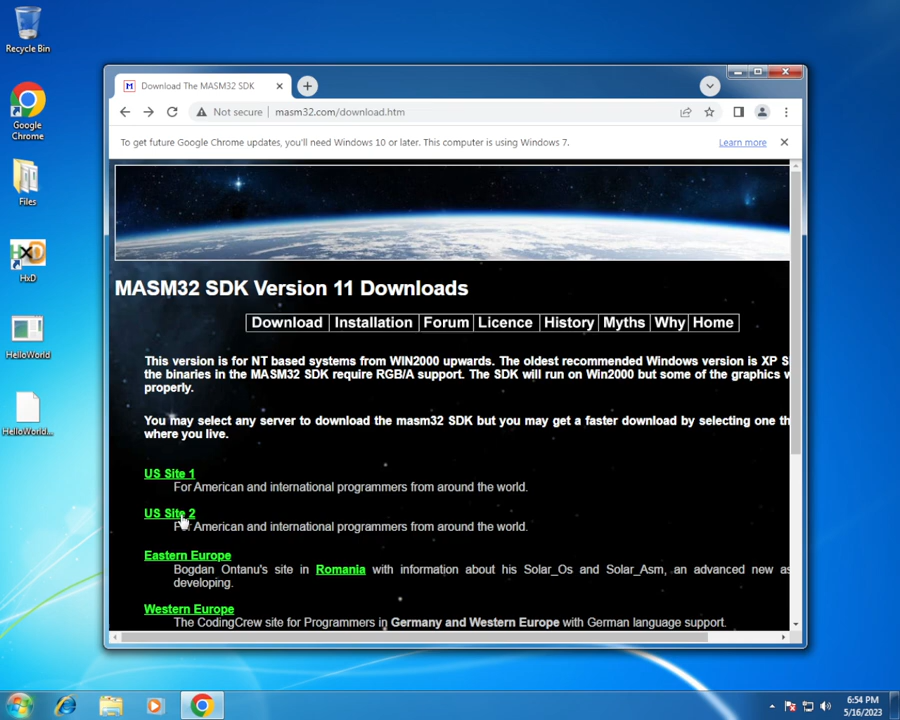 Recycle Bin
Google
Chrome
Files
HxD
HelloWorld
HelloWorld...
M Download The MASM32 SDK
Not secure | masm32.com/download.htm
To get future Google Chrome updates, you'll need Windows 10 or later. This computer is using Windows 7.
Learn more
MASM32 SDK Version 11 Downloads
Download Installation Forum Licence History Myths Why Home
This version is for NT based systems from WIN2000 upwards. The oldest recommended Windows version is XP S
the binaries in the MASM32 SDK require RGB/A support. The SDK will run on Win2000 but some of the graphics w
properly.
You may select any server to download the masm32 SDK but you may get a faster download by selecting one th
where you live.
US Site 1
For American and international programmers from around the world.
US Site 2
For American and international programmers from around the world.
Eastern Europe
Bogdan Ontanu's site in Romania with information about his Solar_Os and Solar_Asm, an advanced new as
developing.
Western Europe
The CodingCrew site for Programmers in Germany and Western Europe with German language support.
6:54 PM
5/16/2023